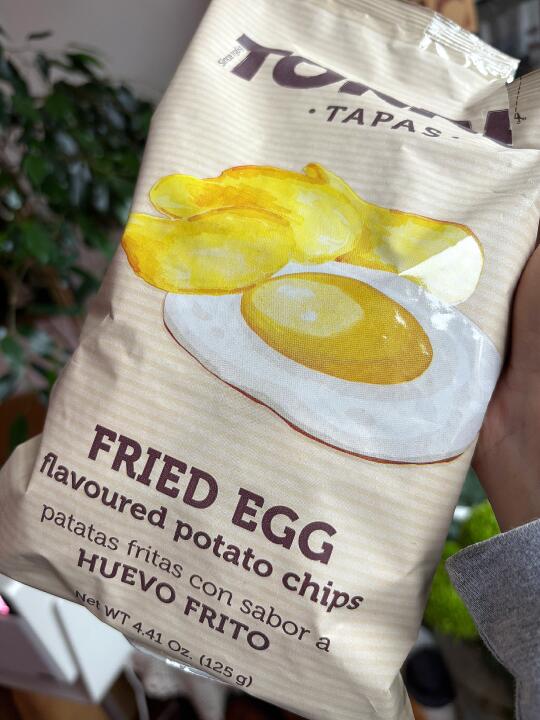 · TAPAS ·
FRIED EGG
flavoured potato chips
patatas fritas con sabor a
HUEVO FRITO
Net WT 4.41 Oz. (125 g)